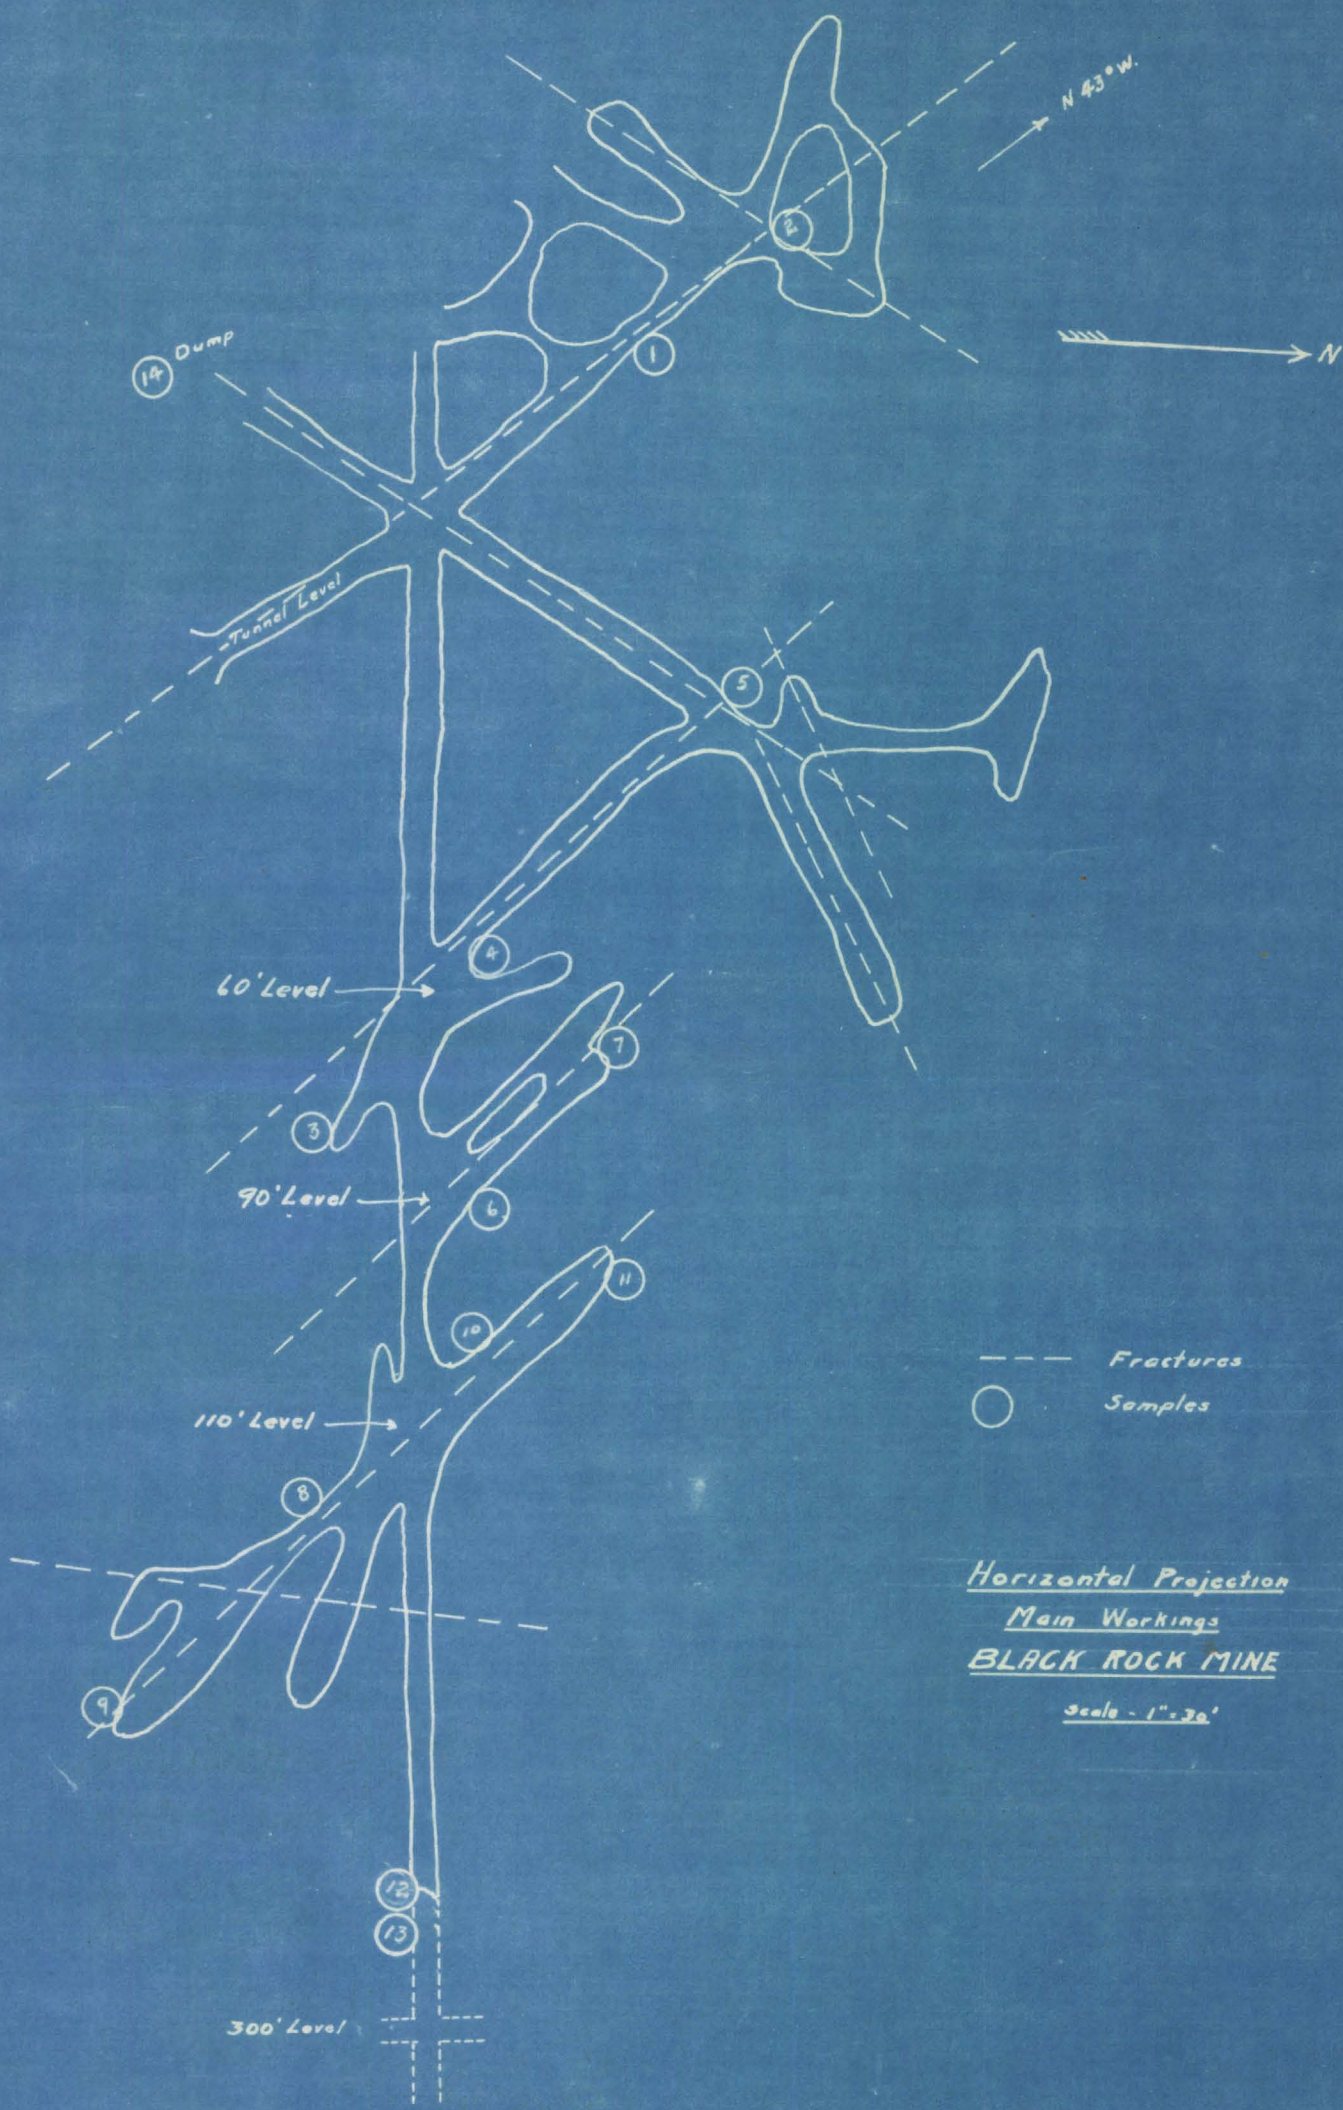 N 43° W.
2
1
N
Dump
14
Tunnel Level
5
4
60' Level
7
3
90' Level
6
11
10
Fractures
110' Level
Samples
8
Horizontal Projection
Main Workings
BLACK ROCK MINE
9
scale - 1" = 30'
12
13
300' Level